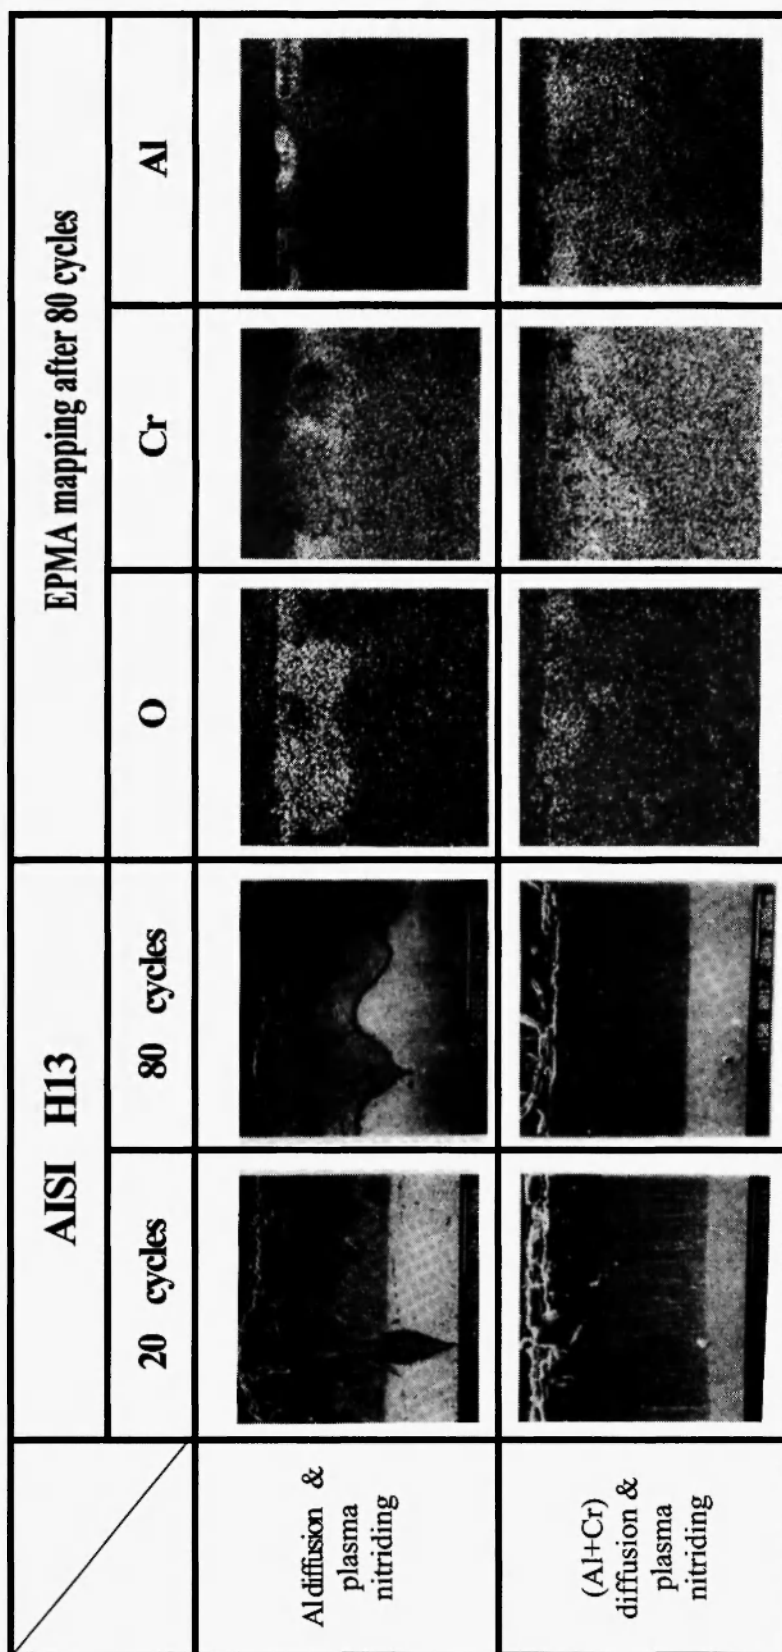 AISI H13
EPMA mapping after 80 cycles
20 cycles
80 cycles
O
Cr
Al
Al diffusion &
plasma
nitriding
(Al+Cr)
diffusion &
plasma
nitriding